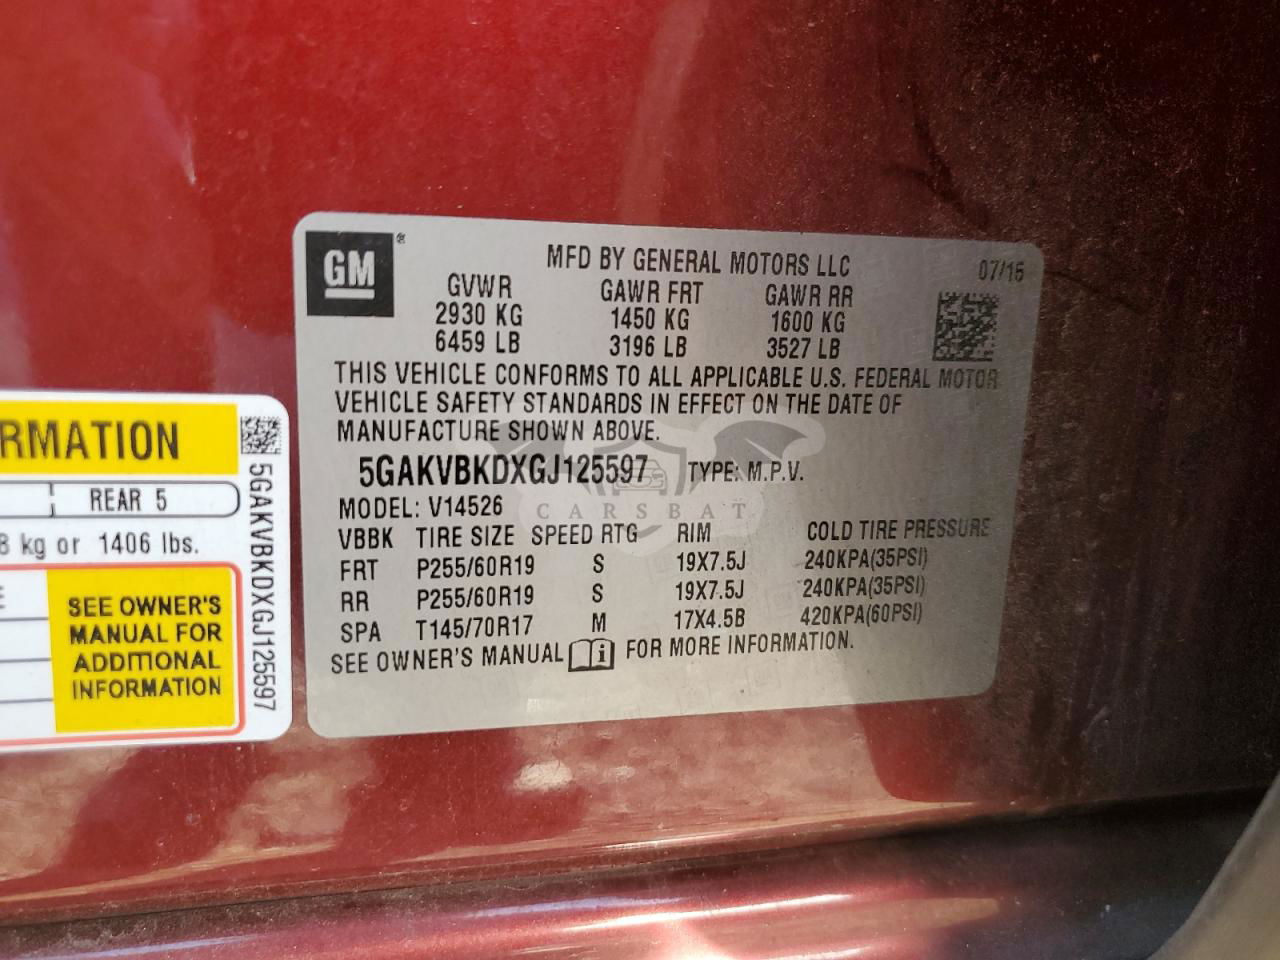 GM ®
MFD BY GENERAL MOTORS LLC 07/15
GVWR GAWR FRT GAWR RR
2930 KG 1450 KG 1600 KG
6459 LB 3196 LB 3527 LB
THIS VEHICLE CONFORMS TO ALL APPLICABLE U.S. FEDERAL MOTOR
VEHICLE SAFETY STANDARDS IN EFFECT ON THE DATE OF
MANUFACTURE SHOWN ABOVE.
5GAKVBKDXGJ125597 TYPE: M.P.V.
MODEL: V14526
CARSBAT
VBBK TIRE SIZE SPEED RTG RIM COLD TIRE PRESSURE
FRT P255/60R19 S 19X7.5J 240KPA(35PSI)
RR P255/60R19 S 19X7.5J 240KPA(35PSI)
SPA T145/70R17 M 17X4.5B 420KPA(60PSI)
SEE OWNER'S MANUAL i FOR MORE INFORMATION.
RMATION
REAR 5
8 kg or 1406 lbs.
SEE OWNER'S
MANUAL FOR
ADDITIONAL
INFORMATION
5GAKVBKDXGJ125597